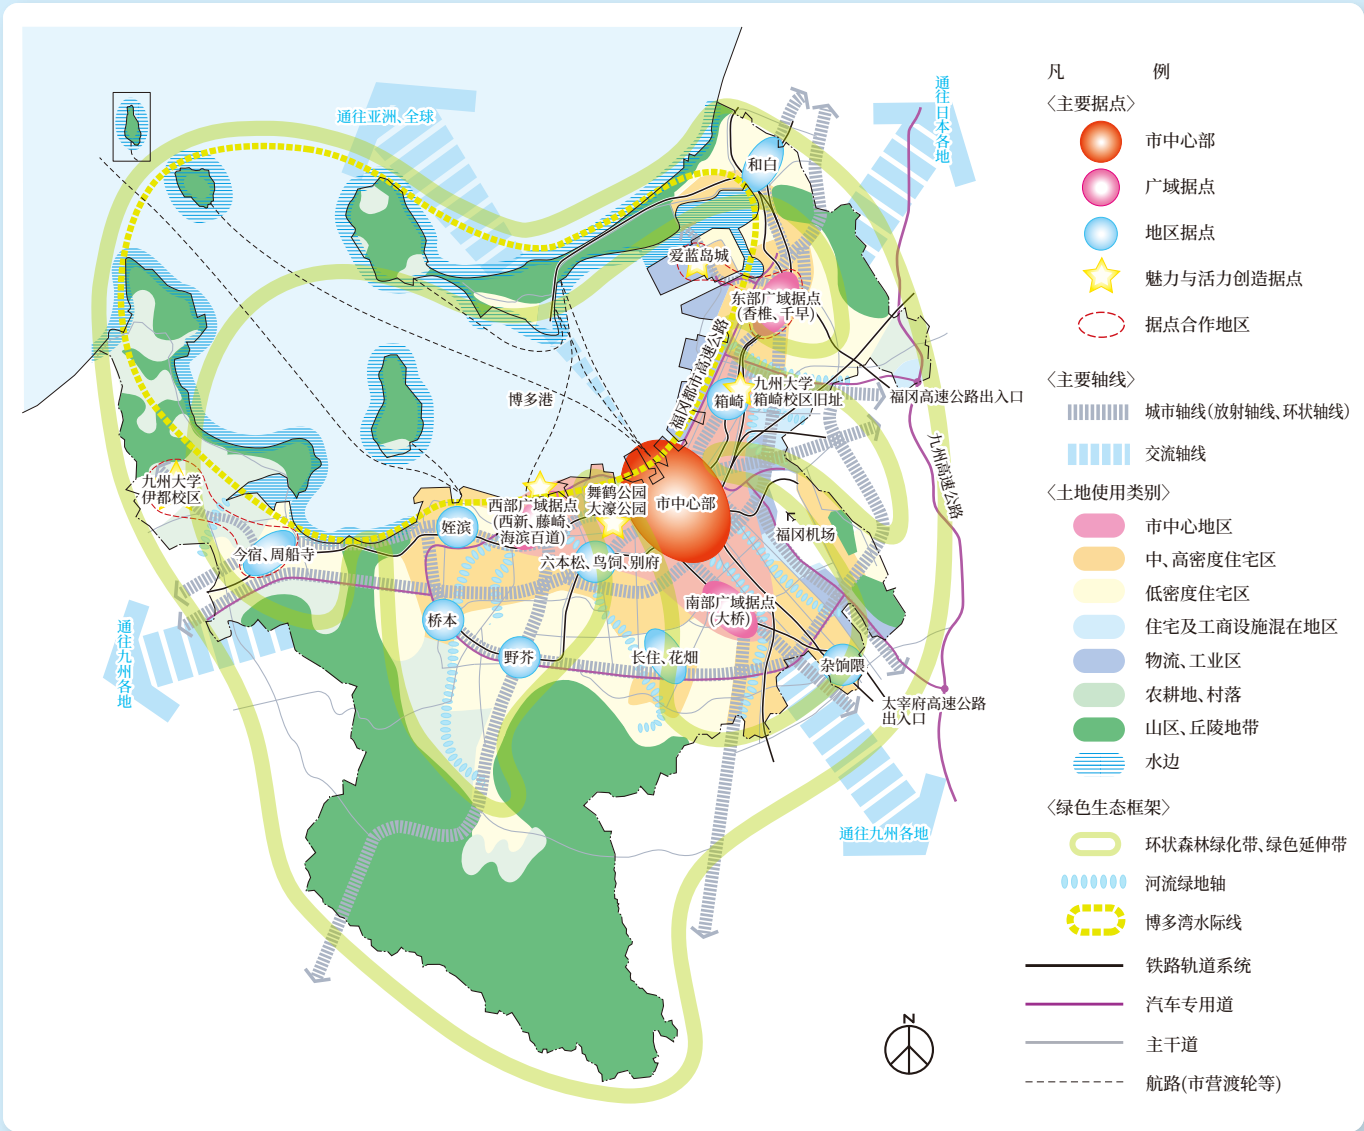 通往亚洲、全球
通往日本各地
和白
爱蓝岛城
东部广域据点
(香椎、千早)
福冈都市高速公路
博多港
箱崎
九州大学
箱崎校区旧址
福冈高速公路出入口
九州高速公路
九州大学
伊都校区
今宿、周船寺
姪滨
西部广域据点
(西新、藤崎、
海滨百道)
舞鹤公园
大濠公园
市中心部
福冈机场
六本松、鸟饲、别府
南部广域据点
(大桥)
桥本
野芥
长住、花畑
杂饷隈
太宰府高速公路
出入口
通往九州各地
通往九州各地
N
凡 例
〈主要据点〉
市中心部
广域据点
地区据点
魅力与活力创造据点
据点合作地区
〈主要轴线〉
城市轴线(放射轴线、环状轴线)
交流轴线
〈土地使用类别〉
市中心地区
中、高密度住宅区
低密度住宅区
住宅及工商设施混在地区
物流、工业区
农耕地、村落
山区、丘陵地带
水边
〈绿色生态框架〉
环状森林绿化带、绿色延伸带
河流绿地轴
博多湾水际线
铁路轨道系统
汽车专用道
主干道
航路(市营渡轮等)